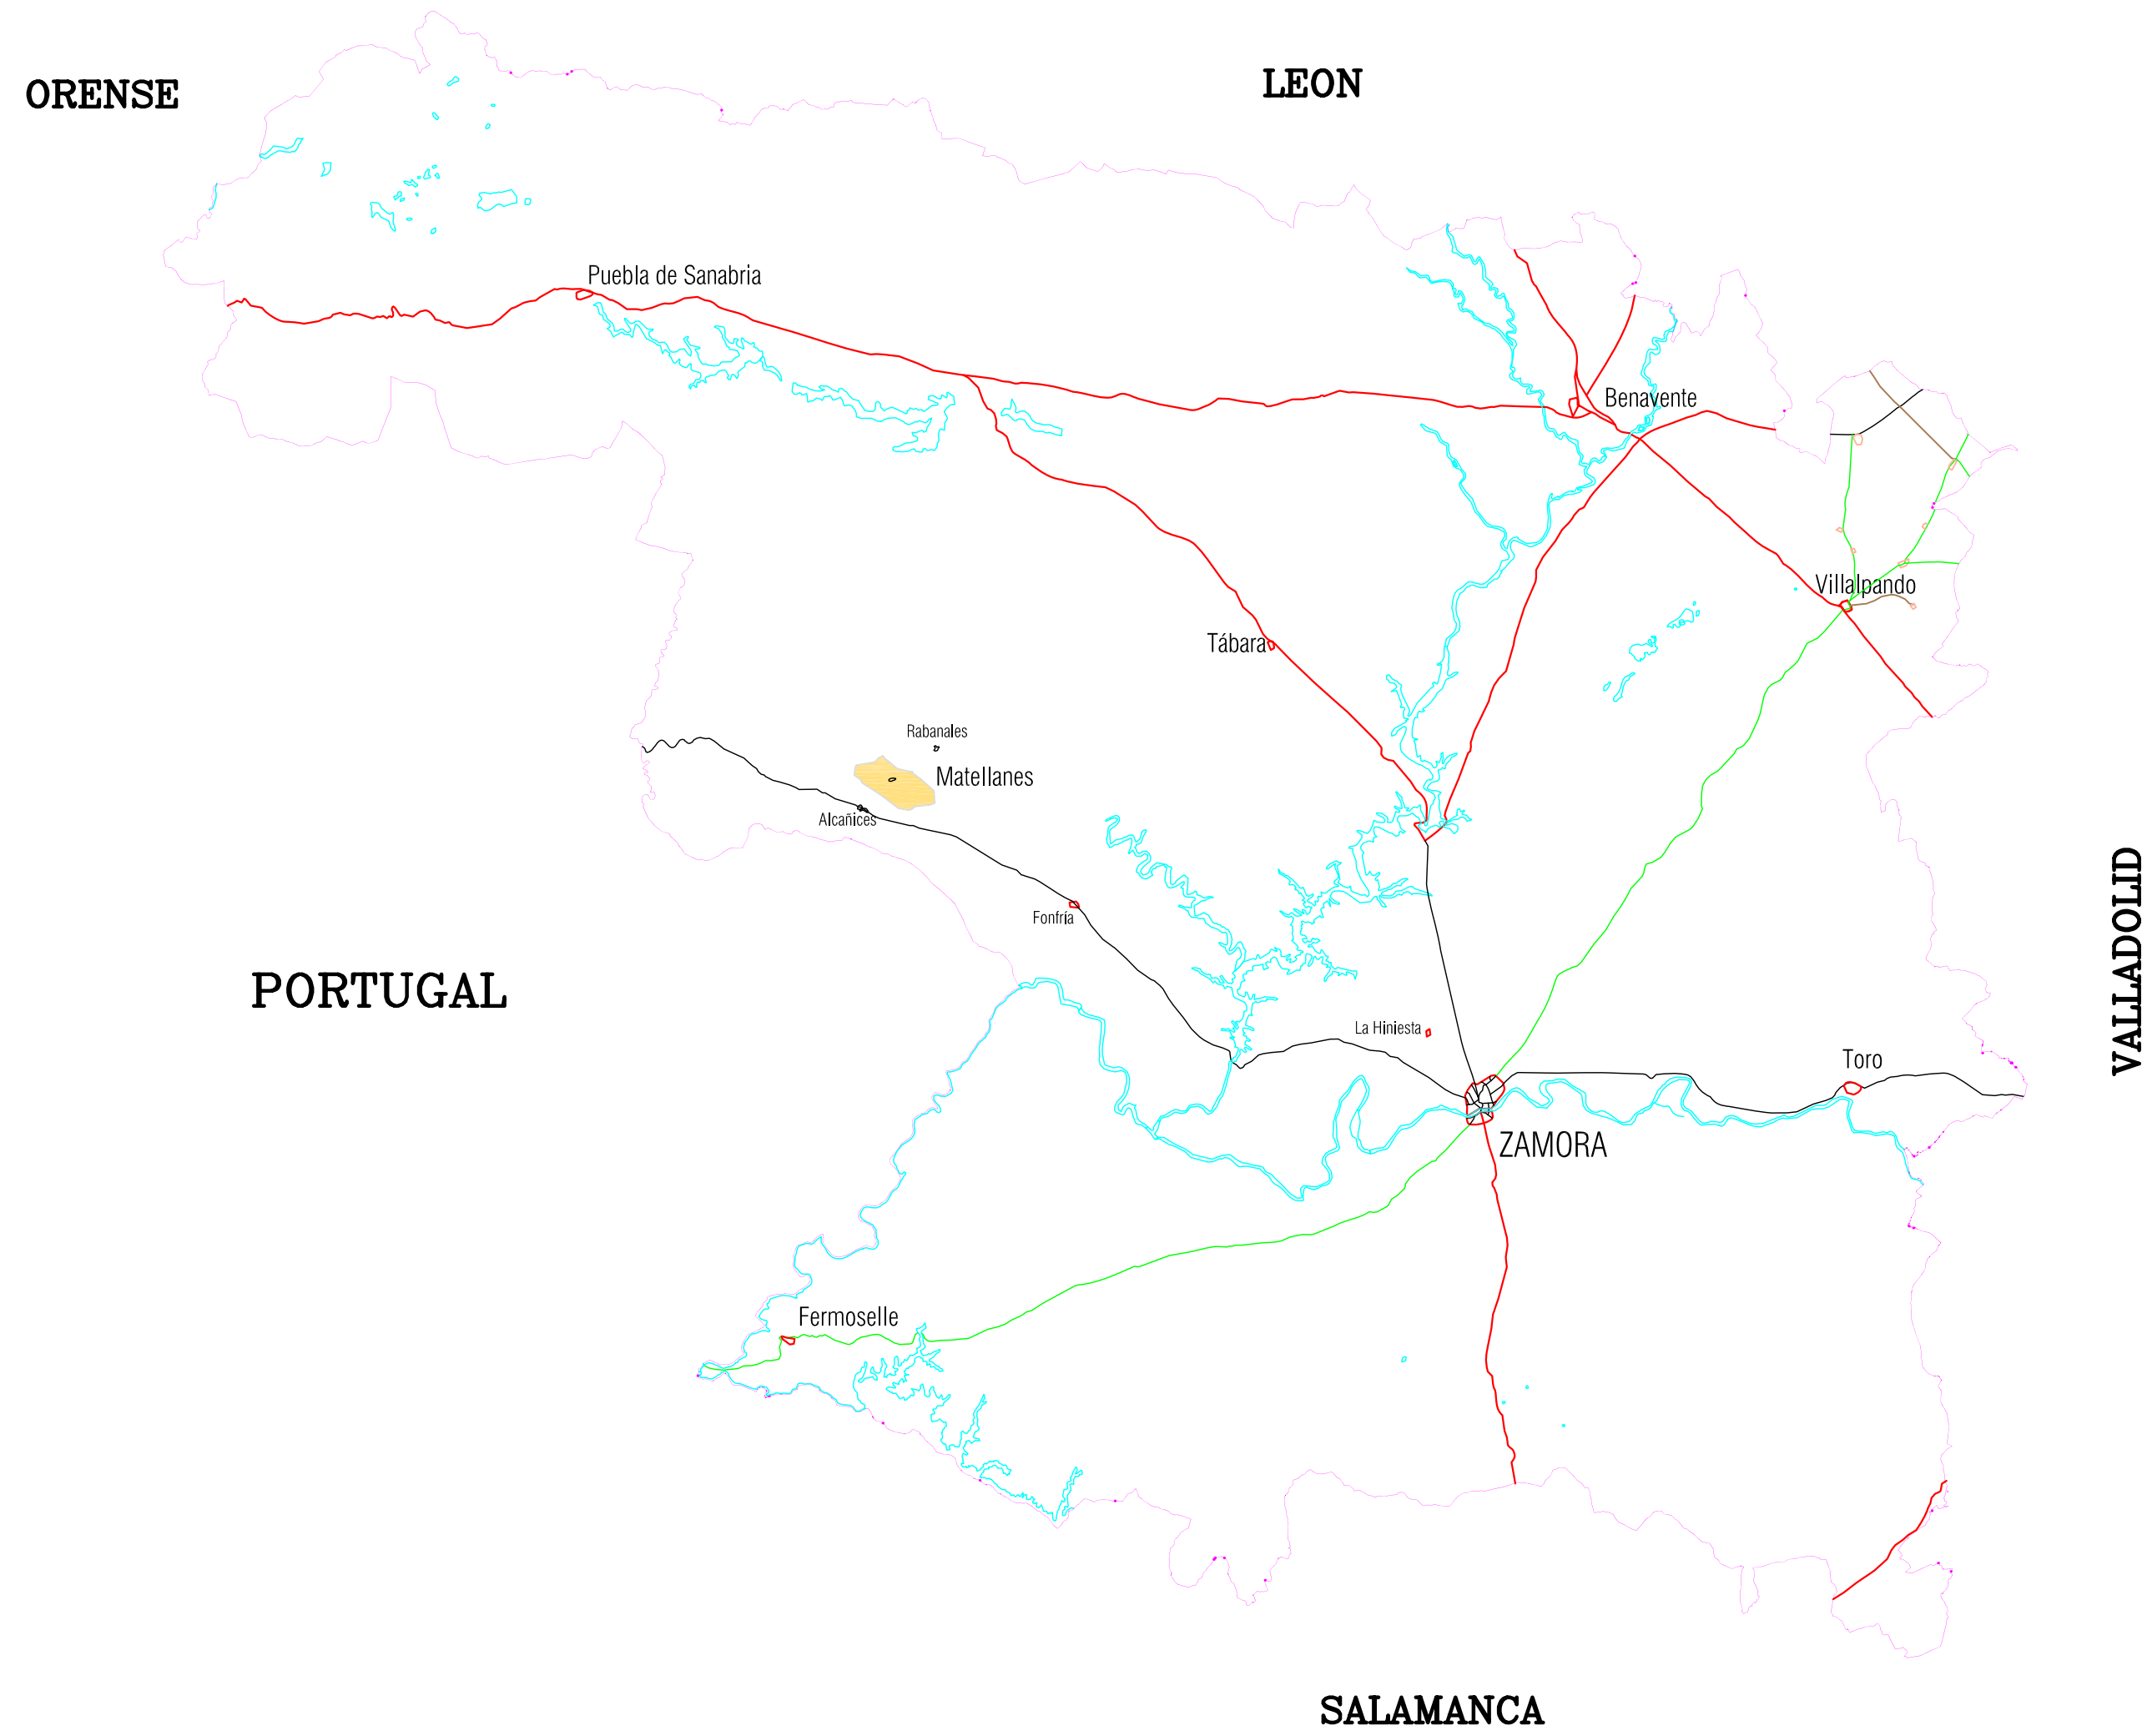 LEON
ORENSE
Puebla de Sanabria
Benavente
Villalpando
Tábara
Rabanales
Matellanes
Alcañices
Fonfría
VALLADOLID
PORTUGAL
La Hiniesta
Toro
ZAMORA
Fermoselle
SALAMANCA